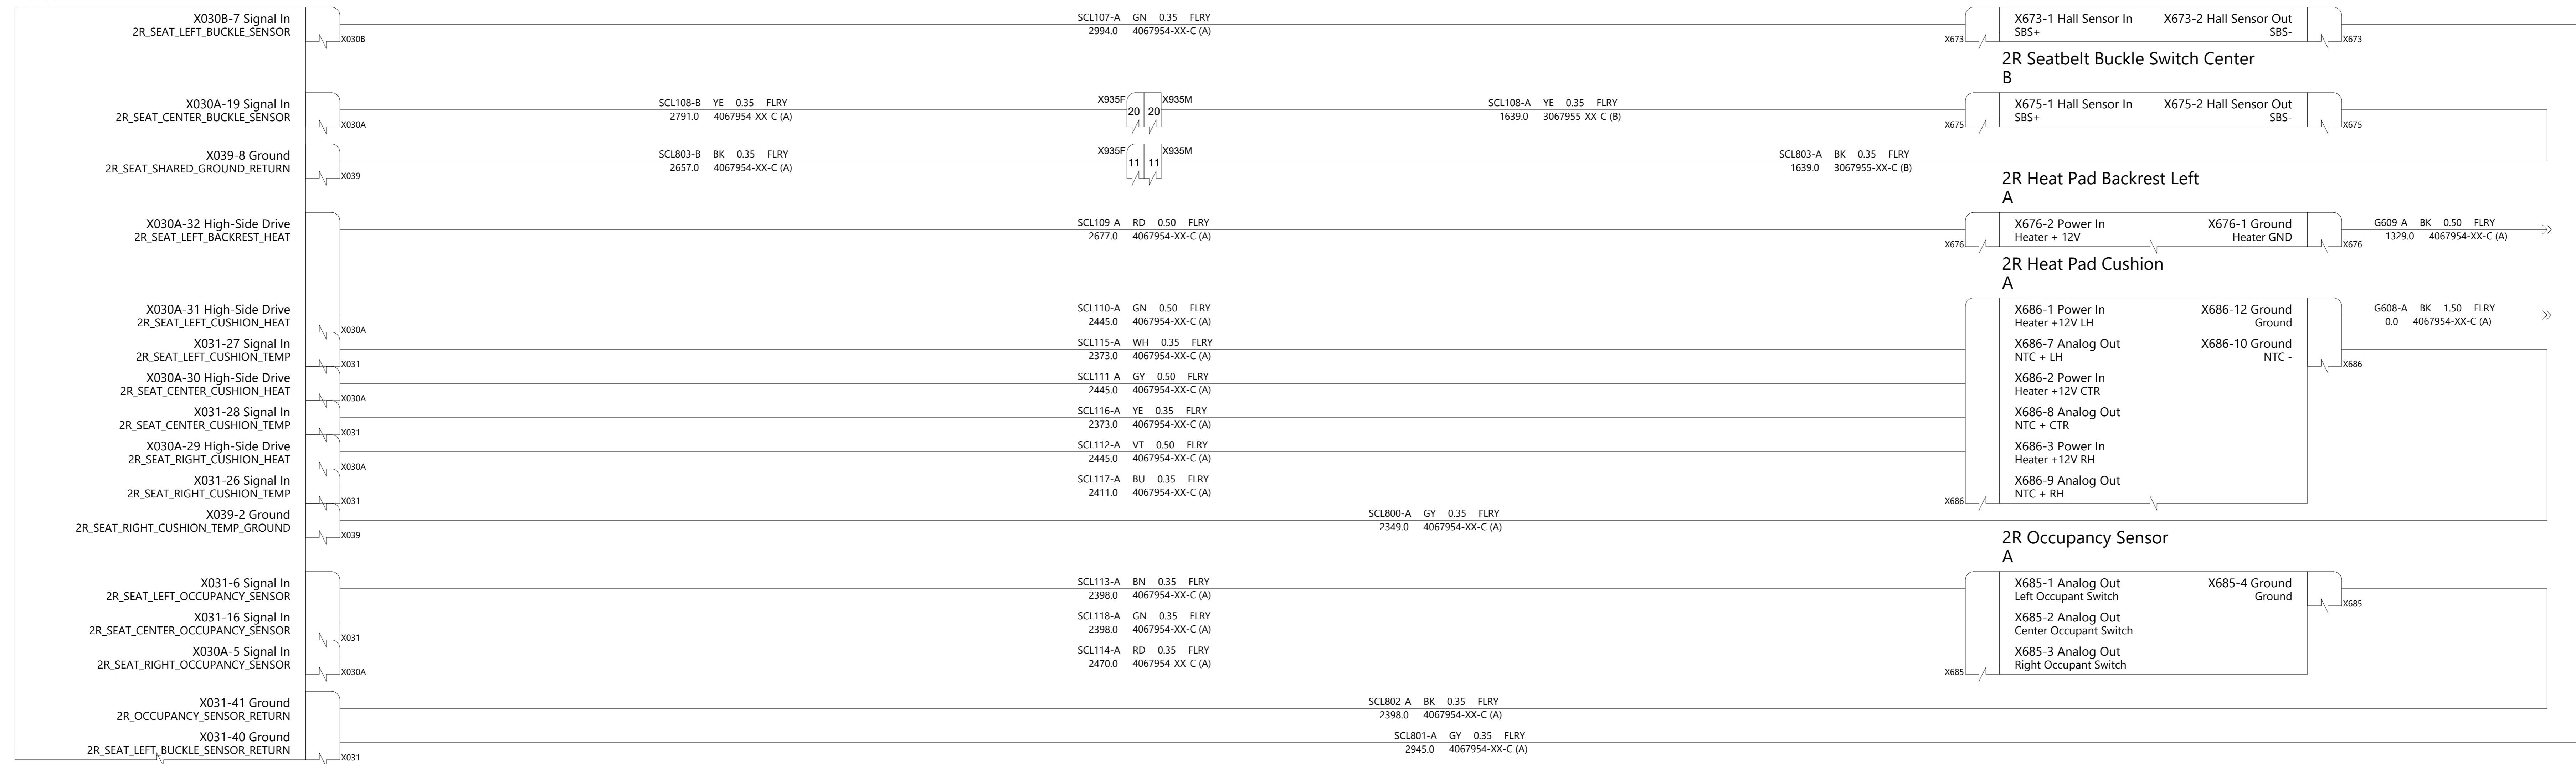 X030B-7 Signal In
2R_SEAT_LEFT_BUCKLE_SENSOR
X030B
SCL107-A GN 0.35 FLRY
2994.0 4067954-XX-C (A)
X673
X673-1 Hall Sensor In X673-2 Hall Sensor Out
SBS+ SBS-
X673
2R Seatbelt Buckle Switch Center
B
X030A-19 Signal In
2R_SEAT_CENTER_BUCKLE_SENSOR
X030A
SCL108-B YE 0.35 FLRY
2791.0 4067954-XX-C (A)
X935F 20 20 X935M
SCL108-A YE 0.35 FLRY
1639.0 3067955-XX-C (B)
X675
X675-1 Hall Sensor In X675-2 Hall Sensor Out
SBS+ SBS-
X675
X039-8 Ground
2R_SEAT_SHARED_GROUND_RETURN
X039
SCL803-B BK 0.35 FLRY
2657.0 4067954-XX-C (A)
X935F 11 11 X935M
SCL803-A BK 0.35 FLRY
1639.0 3067955-XX-C (B)
2R Heat Pad Backrest Left
A
X030A-32 High-Side Drive
2R_SEAT_LEFT_BACKREST_HEAT
SCL109-A RD 0.50 FLRY
2677.0 4067954-XX-C (A)
X676
X676-2 Power In X676-1 Ground
Heater + 12V Heater GND
X676
G609-A BK 0.50 FLRY
1329.0 4067954-XX-C (A)
2R Heat Pad Cushion
A
X030A-31 High-Side Drive
2R_SEAT_LEFT_CUSHION_HEAT
X030A
SCL110-A GN 0.50 FLRY
2445.0 4067954-XX-C (A)
X686-1 Power In X686-12 Ground
Heater +12V LH Ground
G608-A BK 1.50 FLRY
0.0 4067954-XX-C (A)
X031-27 Signal In
2R_SEAT_LEFT_CUSHION_TEMP
X031
SCL115-A WH 0.35 FLRY
2373.0 4067954-XX-C (A)
X686-7 Analog Out X686-10 Ground
NTC + LH NTC -
X686
X030A-30 High-Side Drive
2R_SEAT_CENTER_CUSHION_HEAT
X030A
SCL111-A GY 0.50 FLRY
2445.0 4067954-XX-C (A)
X686-2 Power In
Heater +12V CTR
X031-28 Signal In
2R_SEAT_CENTER_CUSHION_TEMP
X031
SCL116-A YE 0.35 FLRY
2373.0 4067954-XX-C (A)
X686-8 Analog Out
NTC + CTR
X030A-29 High-Side Drive
2R_SEAT_RIGHT_CUSHION_HEAT
X030A
SCL112-A VT 0.50 FLRY
2445.0 4067954-XX-C (A)
X686-3 Power In
Heater +12V RH
X031-26 Signal In
2R_SEAT_RIGHT_CUSHION_TEMP
X031
SCL117-A BU 0.35 FLRY
2411.0 4067954-XX-C (A)
X686
X686-9 Analog Out
NTC + RH
X039-2 Ground
2R_SEAT_RIGHT_CUSHION_TEMP_GROUND
X039
SCL800-A GY 0.35 FLRY
2349.0 4067954-XX-C (A)
2R Occupancy Sensor
A
X031-6 Signal In
2R_SEAT_LEFT_OCCUPANCY_SENSOR
SCL113-A BN 0.35 FLRY
2398.0 4067954-XX-C (A)
X685-1 Analog Out X685-4 Ground
Left Occupant Switch Ground
X685
X031-16 Signal In
2R_SEAT_CENTER_OCCUPANCY_SENSOR
X031
SCL118-A GN 0.35 FLRY
2398.0 4067954-XX-C (A)
X685-2 Analog Out
Center Occupant Switch
X030A-5 Signal In
2R_SEAT_RIGHT_OCCUPANCY_SENSOR
X030A
SCL114-A RD 0.35 FLRY
2470.0 4067954-XX-C (A)
X685
X685-3 Analog Out
Right Occupant Switch
X031-41 Ground
2R_OCCUPANCY_SENSOR_RETURN
SCL802-A BK 0.35 FLRY
2398.0 4067954-XX-C (A)
X031-40 Ground
2R_SEAT_LEFT_BUCKLE_SENSOR_RETURN
X031
SCL801-A GY 0.35 FLRY
2945.0 4067954-XX-C (A)